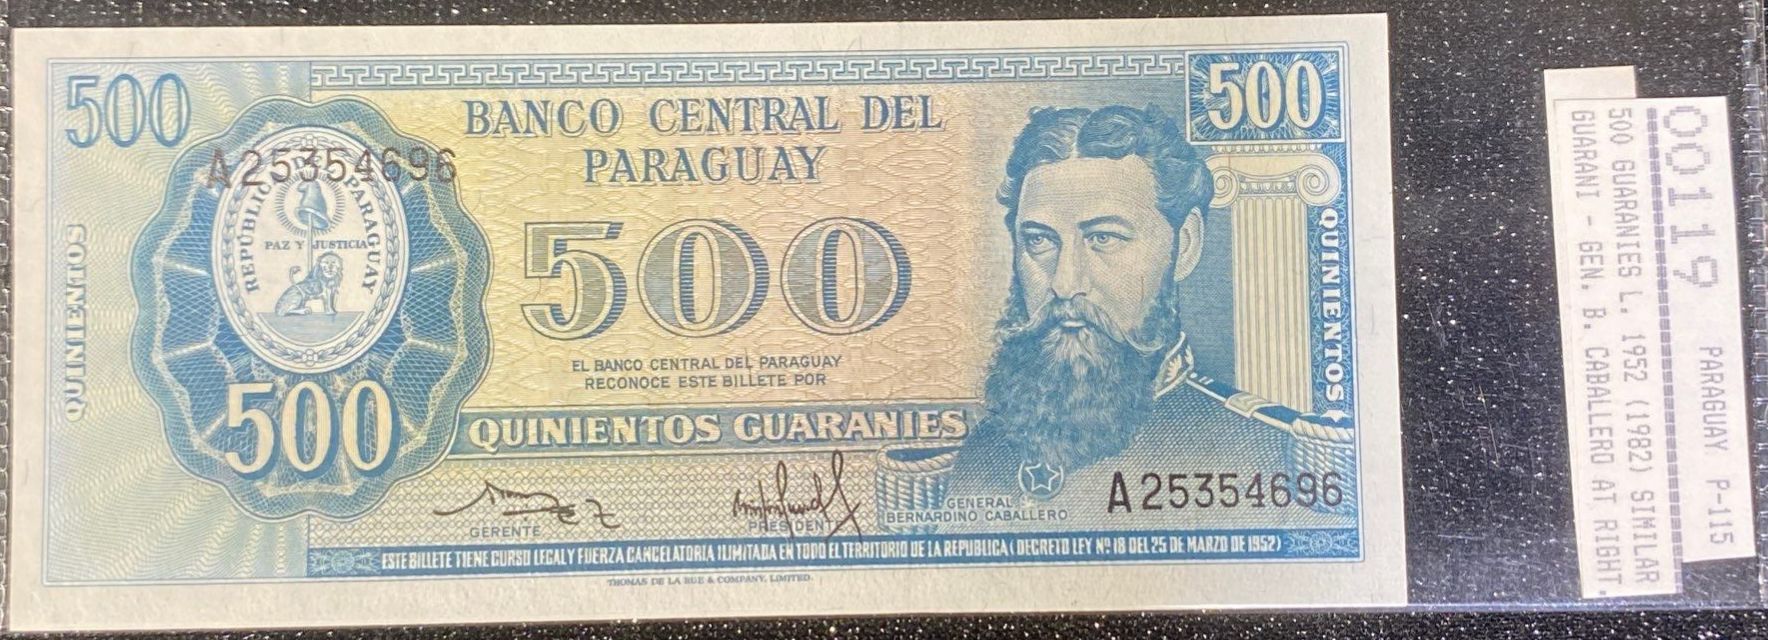 500
BANCO CENTRAL DEL
PARAGUAY
500
A25354696
REPÚBLICA DEL PARAGUAY
PAZ Y JUSTICIA
QUINIENTOS
500
500
QUINIENTOS
EL BANCO CENTRAL DEL PARAGUAY
RECONOCE ESTE BILLETE POR
QUINIENTOS GUARANIES
GERENTE
PRESIDENTE
GENERAL
BERNARDINO CABALLERO
A25354696
ESTE BILLETE TIENE CURSO LEGAL Y FUERZA CANCELATORIA ILIMITADA EN TODO EL TERRITORIO DE LA REPUBLICA (DECRETO LEY Nº 18 DEL 25 DE MARZO DE 1952)
THOMAS DE LA RUE & COMPANY, LIMITED.
00119 PARAGUAY P-115
500 GUARANIES L. 1952 (1982) SIMILAR
GUARANI - GEN. B. CABALLERO AT RIGHT.